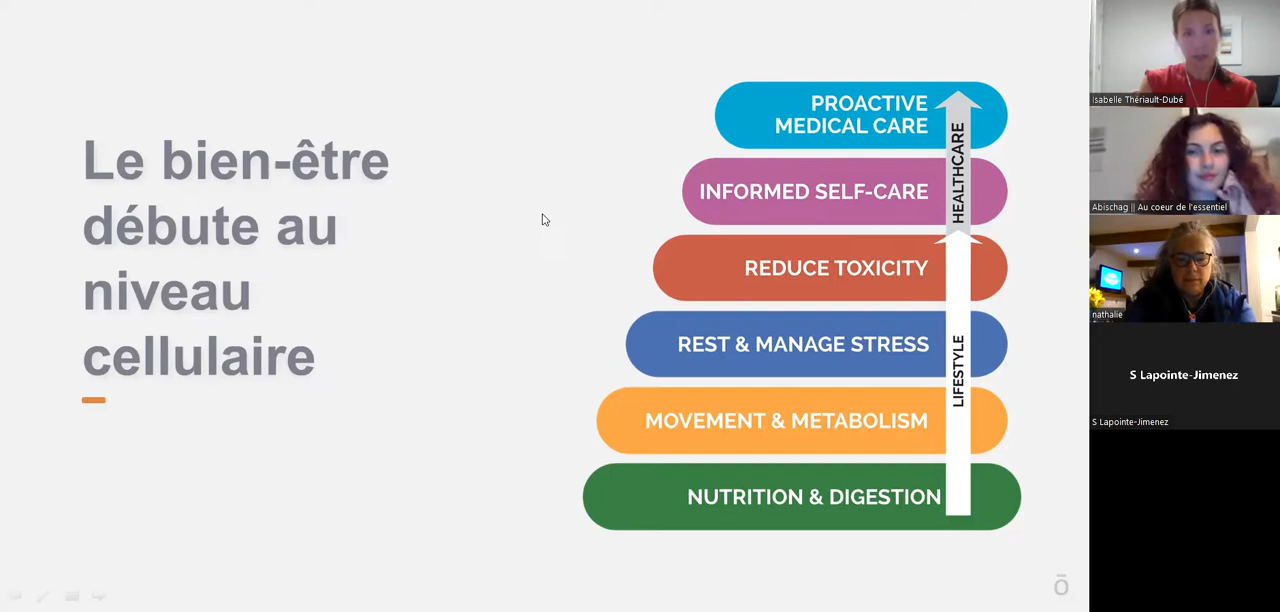 Le bien-être
débute au
niveau
cellulaire
PROACTIVE
MEDICAL CARE
INFORMED SELF-CARE
REDUCE TOXICITY
REST & MANAGE STRESS
MOVEMENT & METABOLISM
NUTRITION & DIGESTION
HEALTHCARE
LIFESTYLE
ō
Isabelle Thériault-Dubé
Abischag || Au coeur de l'essentiel
nathalie
S Lapointe-Jimenez
S Lapointe-Jimenez